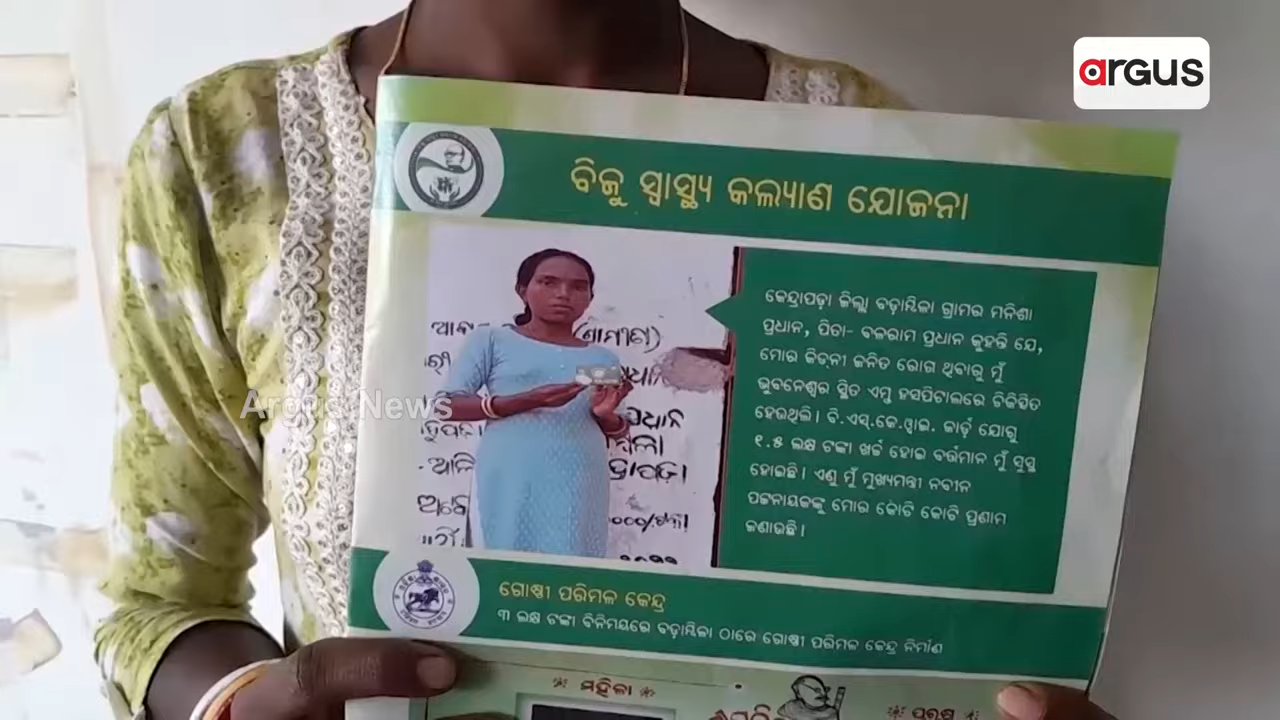 argus
ବିଜୁ ସ୍ୱାସ୍ଥ୍ୟ କଲ୍ୟାଣ ଯୋଜନା
କେନ୍ଦ୍ରାପଡ଼ା ଜିଲ୍ଲା ବଡ଼ାମ୍ବିଳା ଗ୍ରାମର ମନିଶା
ପ୍ରଧାନ, ପିତା- ବଳରାମ ପ୍ରଧାନ କୁହନ୍ତି ଯେ,
ମୋର କିଡ୍‌ନୀ ଜନିତ ରୋଗ ଥିବାରୁ ମୁଁ
ଭୁବନେଶ୍ୱର ସ୍ଥିତ ଏମ୍ସ ହସପିଟାଲରେ ଚିକିତ୍ସିତ
ହେଉଥିଲି। ବି.ଏସ୍.କେ.ୱାଇ. କାର୍ଡ଼ ଯୋଗୁ
୧.୫ ଲକ୍ଷ ଟଙ୍କା ଖର୍ଚ୍ଚ ହୋଇ ବର୍ତ୍ତମାନ ମୁଁ ସୁସ୍ଥ
ହୋଇଛି। ଏଣୁ ମୁଁ ମୁଖ୍ୟମନ୍ତ୍ରୀ ନବୀନ
ପଟ୍ଟନାୟକଙ୍କୁ ମୋର କୋଟି କୋଟି ପ୍ରଣାମ
ଜଣାଉଛି।
(ଗ୍ରାମୀଣ)
Argus News
ଗୋଷ୍ଠୀ ପରିମଳ କେନ୍ଦ୍ର
୩ ଲକ୍ଷ ଟଙ୍କା ବିନିମୟରେ ବଡ଼ାମ୍ବିଳା ଠାରେ ଗୋଷ୍ଠୀ ପରିମଳ କେନ୍ଦ୍ର ନିର୍ମାଣ
ମହିଳା
ପୁରୁଷ